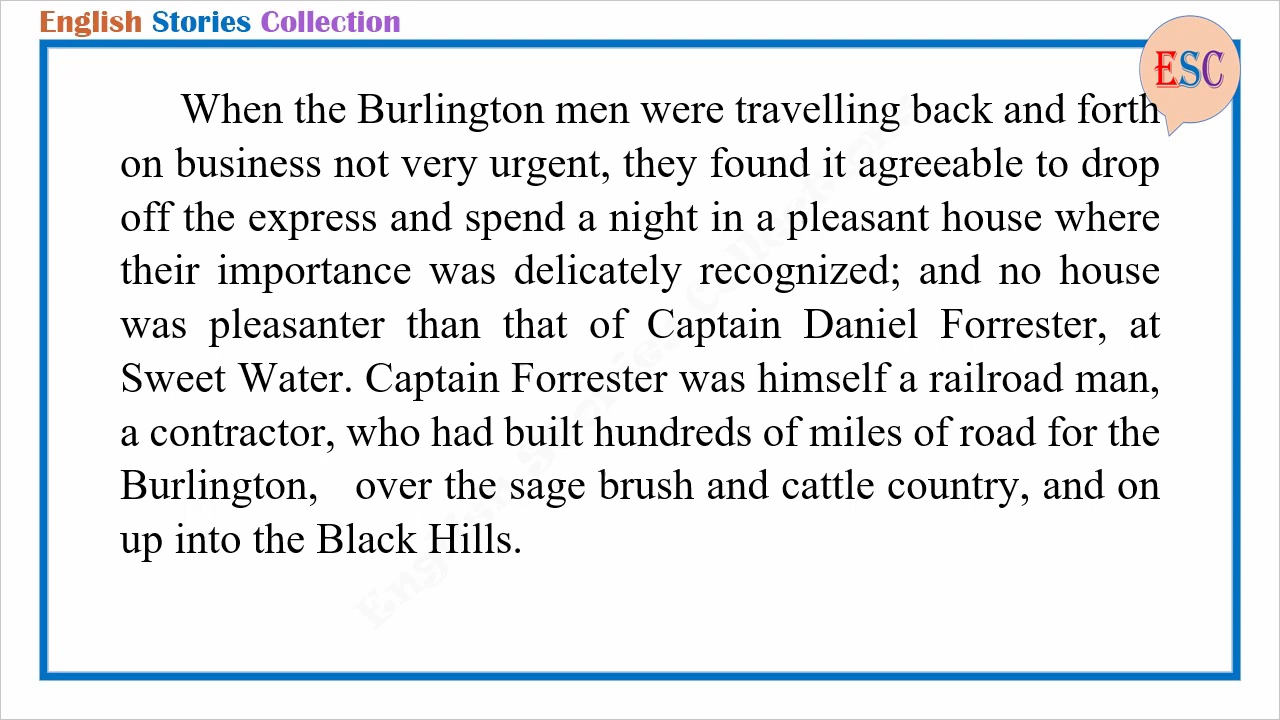 English Stories Collection
ESC
When the Burlington men were travelling back and forth
on business not very urgent, they found it agreeable to drop
off the express and spend a night in a pleasant house where
their importance was delicately recognized; and no house
was pleasanter than that of Captain Daniel Forrester, at
Sweet Water. Captain Forrester was himself a railroad man,
a contractor, who had built hundreds of miles of road for the
Burlington, over the sage brush and cattle country, and on
up into the Black Hills.
English Stories Collection